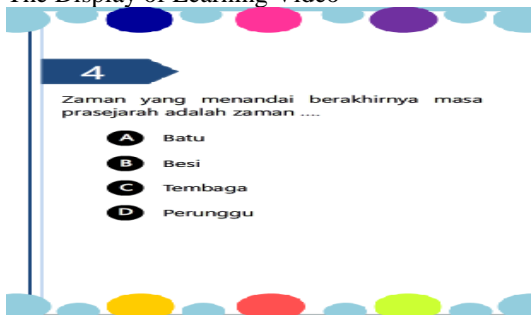 The Display of Learning Video
4
Zaman yang menandai berakhirnya masa
prasejarah adalah zaman ....
A Batu
B Besi
C Tembaga
D Perunggu